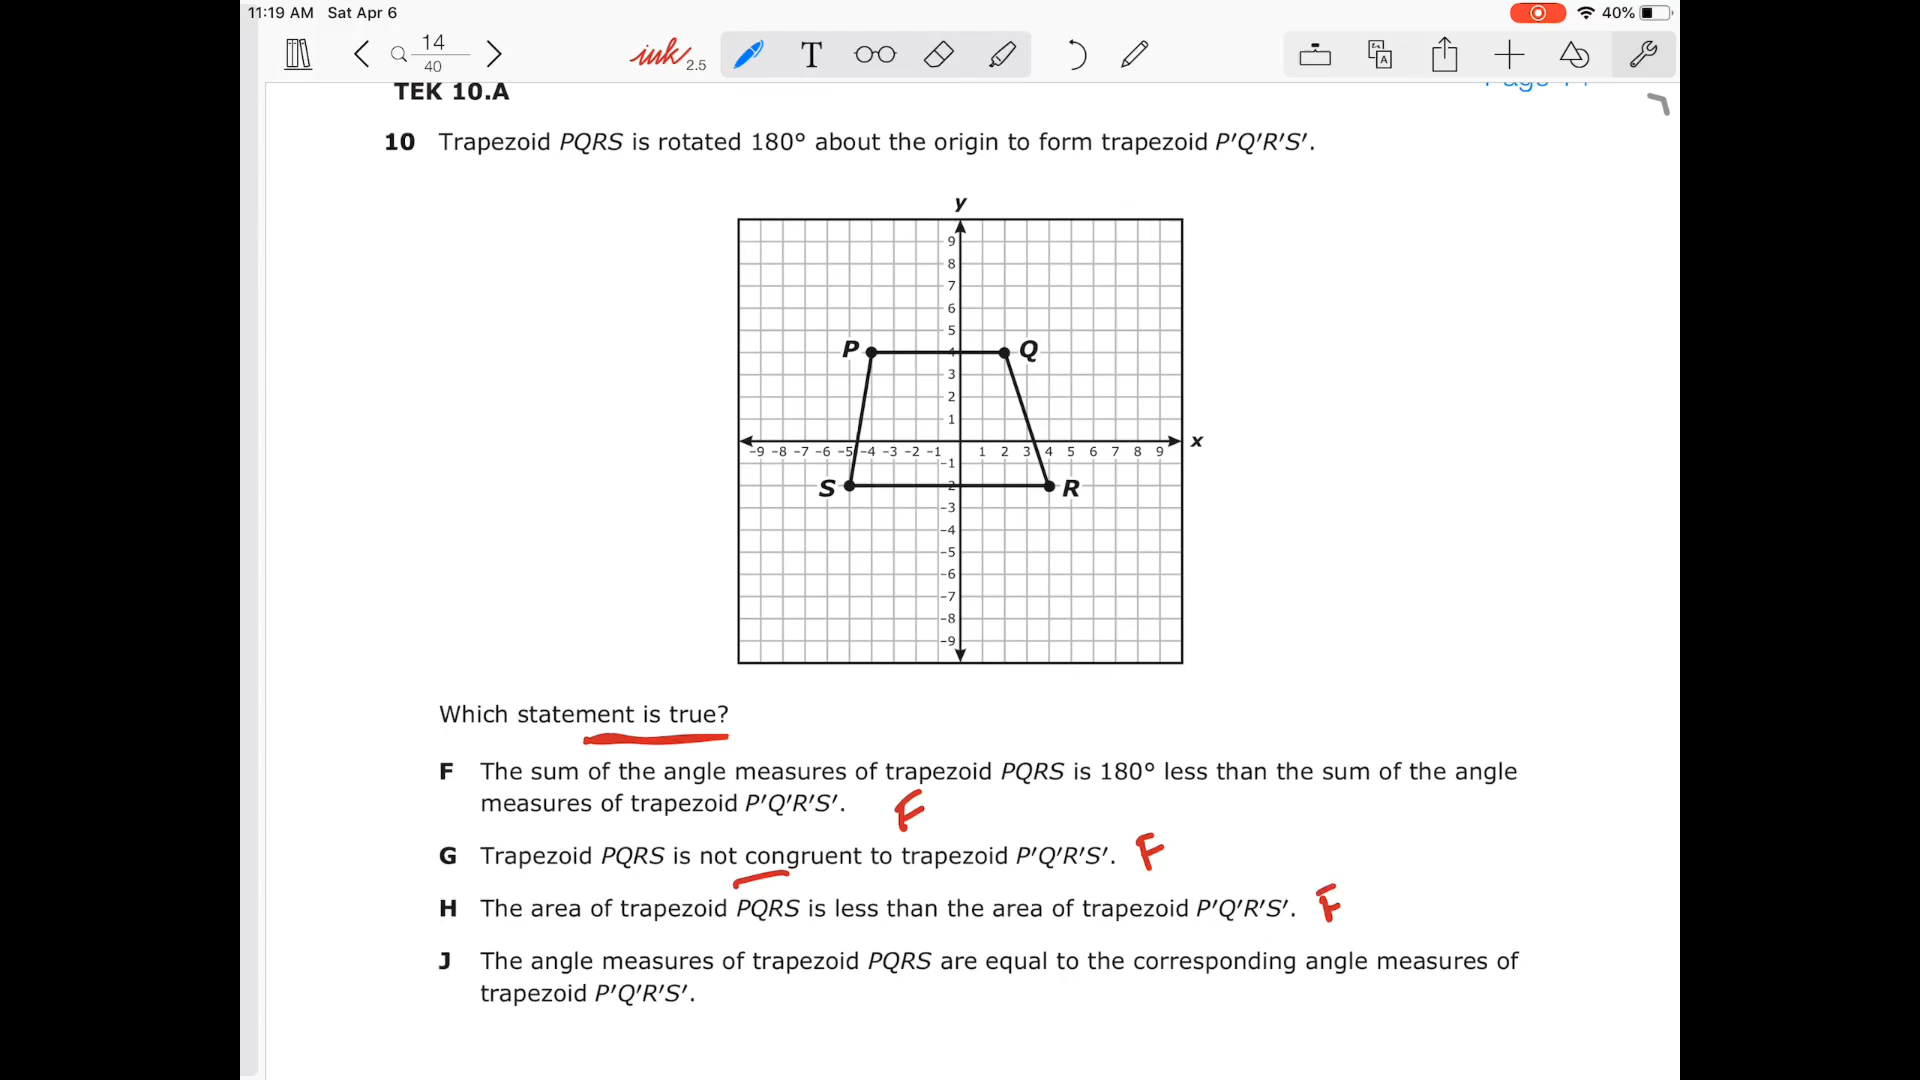 11:19 AM Sat Apr 6 40%
14
40
ink 2.5 T A
TEK 10.A
10 Trapezoid PQRS is rotated 180° about the origin to form trapezoid P′Q′R′S′.
y
9
8
7
6
5
P 4 Q
3
2
1
x
-9 -8 -7 -6 -5 -4 -3 -2 -1 1 2 3 4 5 6 7 8 9
-1
S -2 R
-3
-4
-5
-6
-7
-8
-9
Which statement is true?
F The sum of the angle measures of trapezoid PQRS is 180° less than the sum of the angle
measures of trapezoid P′Q′R′S′. F
G Trapezoid PQRS is not congruent to trapezoid P′Q′R′S′. F
H The area of trapezoid PQRS is less than the area of trapezoid P′Q′R′S′. F
J The angle measures of trapezoid PQRS are equal to the corresponding angle measures of
trapezoid P′Q′R′S′.